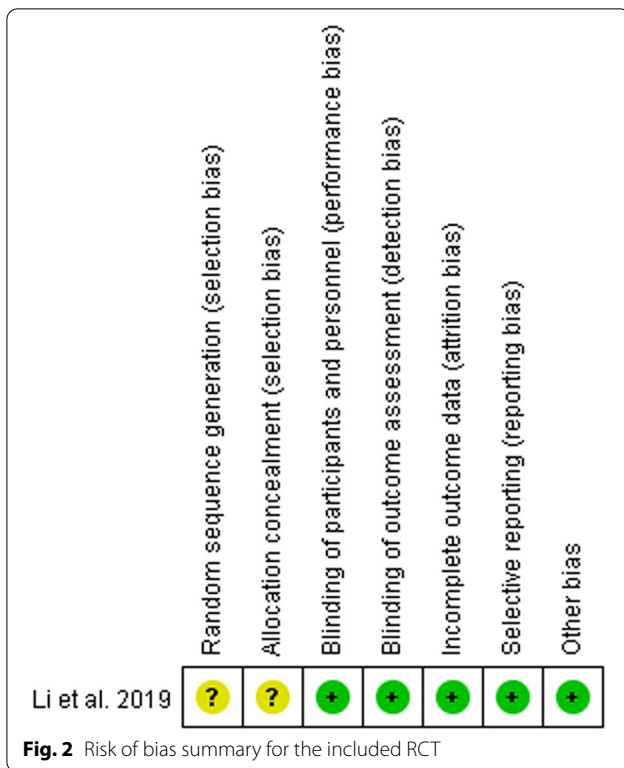 Random sequence generation (selection bias)
Allocation concealment (selection bias)
Blinding of participants and personnel (performance bias)
Blinding of outcome assessment (detection bias)
Incomplete outcome data (attrition bias)
Selective reporting (reporting bias)
Other bias
Li et al. 2019 ? ? + + + + +
Fig. 2 Risk of bias summary for the included RCT